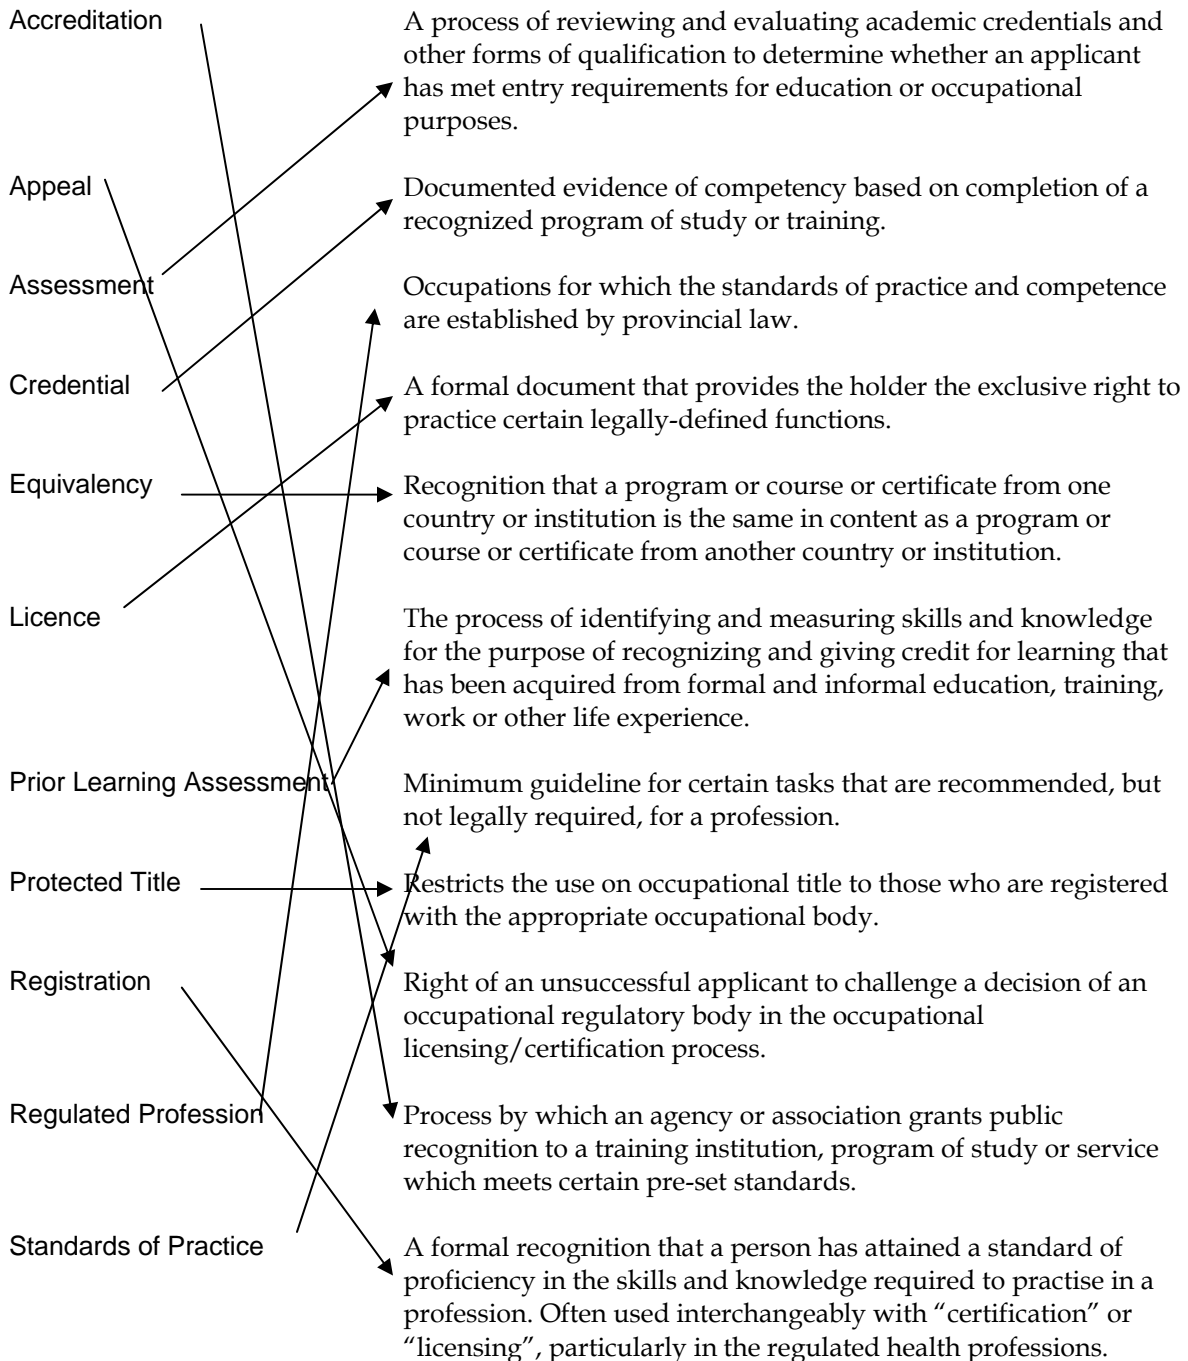 Accreditation
A process of reviewing and evaluating academic credentials and
other forms of qualification to determine whether an applicant
has met entry requirements for education or occupational
purposes.
Appeal
Documented evidence of competency based on completion of a
recognized program of study or training.
Assessment
Occupations for which the standards of practice and competence
are established by provincial law.
Credential
A formal document that provides the holder the exclusive right to
practice certain legally-defined functions.
Equivalency
Recognition that a program or course or certificate from one
country or institution is the same in content as a program or
course or certificate from another country or institution.
Licence
The process of identifying and measuring skills and knowledge
for the purpose of recognizing and giving credit for learning that
has been acquired from formal and informal education, training,
work or other life experience.
Prior Learning Assessment
Minimum guideline for certain tasks that are recommended, but
not legally required, for a profession.
Protected Title
Restricts the use on occupational title to those who are registered
with the appropriate occupational body.
Registration
Right of an unsuccessful applicant to challenge a decision of an
occupational regulatory body in the occupational
licensing/certification process.
Regulated Profession
Process by which an agency or association grants public
recognition to a training institution, program of study or service
which meets certain pre-set standards.
Standards of Practice
A formal recognition that a person has attained a standard of
proficiency in the skills and knowledge required to practise in a
profession. Often used interchangeably with “certification” or
“licensing”, particularly in the regulated health professions.